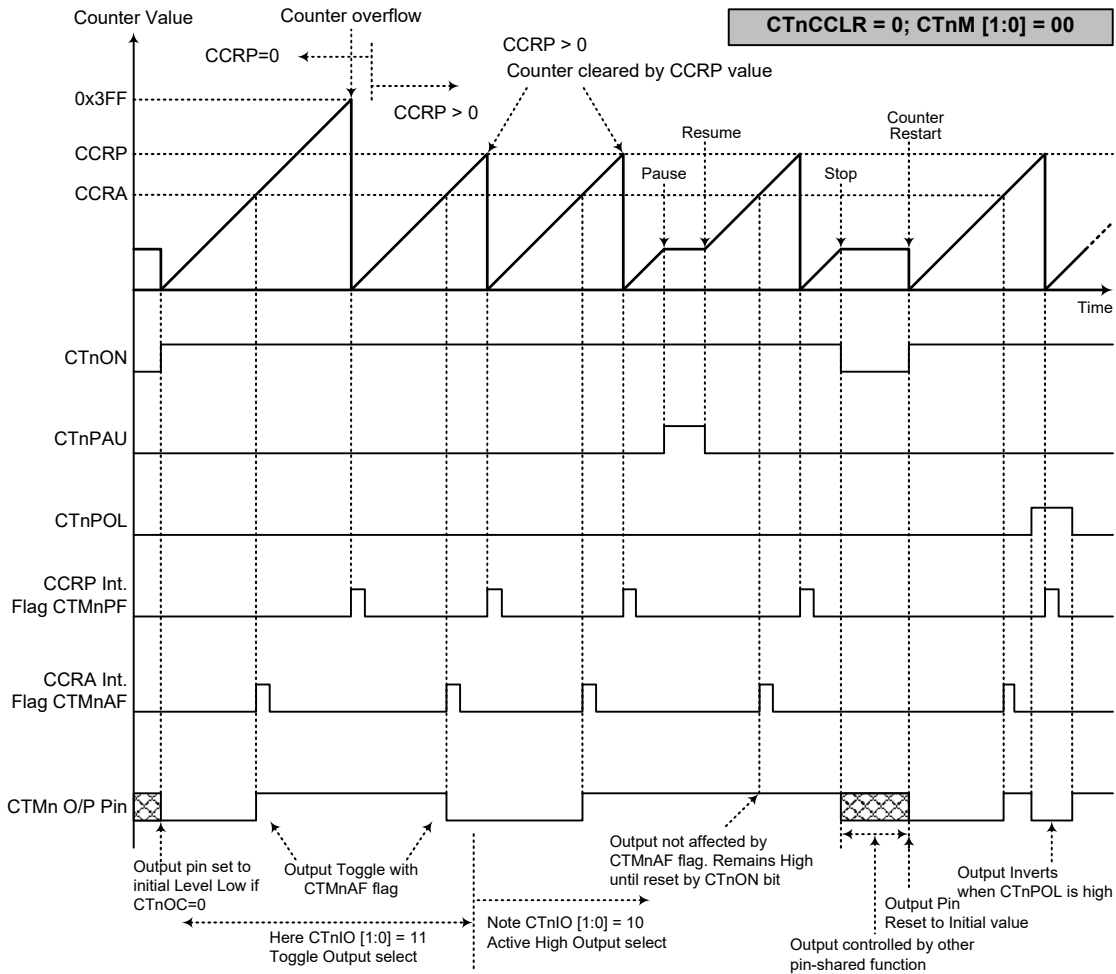 Counter Value
Counter overflow
CTnCCLR = 0; CTnM [1:0] = 00
CCRP=0
CCRP > 0
CCRP > 0
Counter cleared by CCRP value
0x3FF
CCRP
CCRA
Pause
Resume
Stop
Counter
Restart
Time
CTnON
CTnPAU
CTnPOL
CCRP Int.
Flag CTMnPF
CCRA Int.
Flag CTMnAF
CTMn O/P Pin
Output pin set to
initial Level Low if
CTnOC=0
Output Toggle with
CTMnAF flag
Here CTnIO [1:0] = 11
Toggle Output select
Note CTnIO [1:0] = 10
Active High Output select
Output not affected by
CTMnAF flag. Remains High
until reset by CTnON bit
Output controlled by other
pin-shared function
Output Pin
Reset to Initial value
Output Inverts
when CTnPOL is high